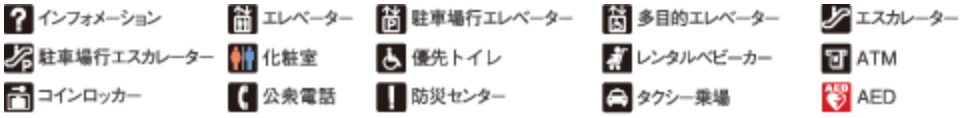 インフォメーション エレベーター 駐車場行エレベーター 多目的エレベーター エスカレーター
駐車場行エスカレーター 化粧室 優先トイレ レンタルベビーカー ATM
コインロッカー 公衆電話 防災センター タクシー乗場 AED AED